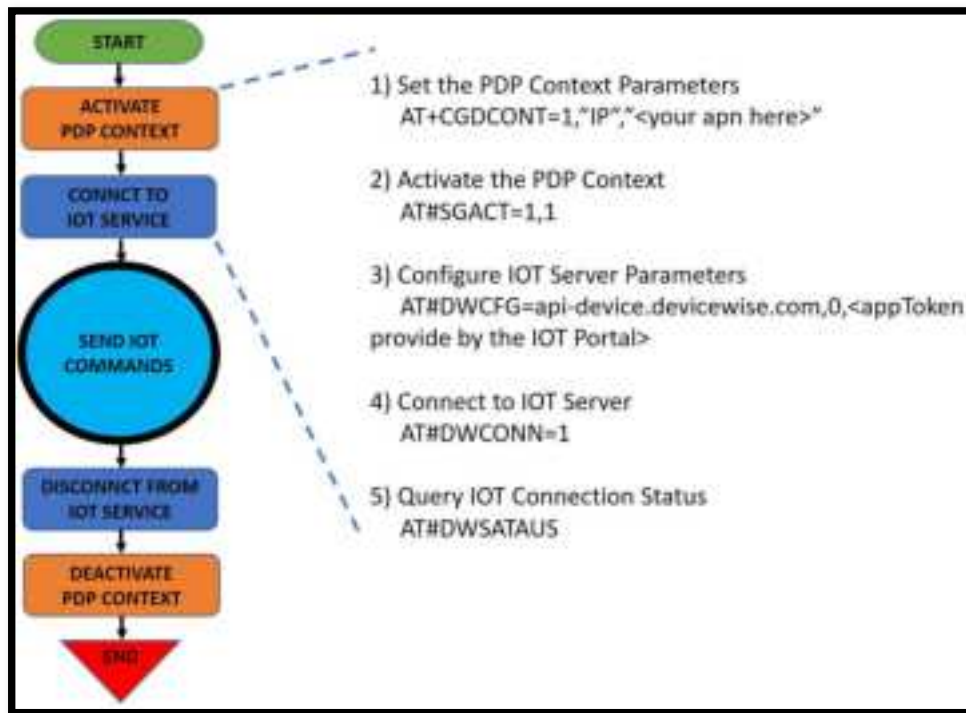 START
ACTIVATE
PDP CONTEXT
CONNCT TO
IOT SERVICE
SEND IOT
COMMANDS
DISCONNCT FROM
IOT SERVICE
DEACTIVATE
PDP CONTEXT
END
1) Set the PDP Context Parameters
AT+CGDCONT=1,"IP","<your apn here>"
2) Activate the PDP Context
AT#SGACT=1,1
3) Configure IOT Server Parameters
AT#DWCFG=api-device.devicewise.com,0,<appToken
provide by the IOT Portal>
4) Connect to IOT Server
AT#DWCONN=1
5) Query IOT Connection Status
AT#DWSATAUS